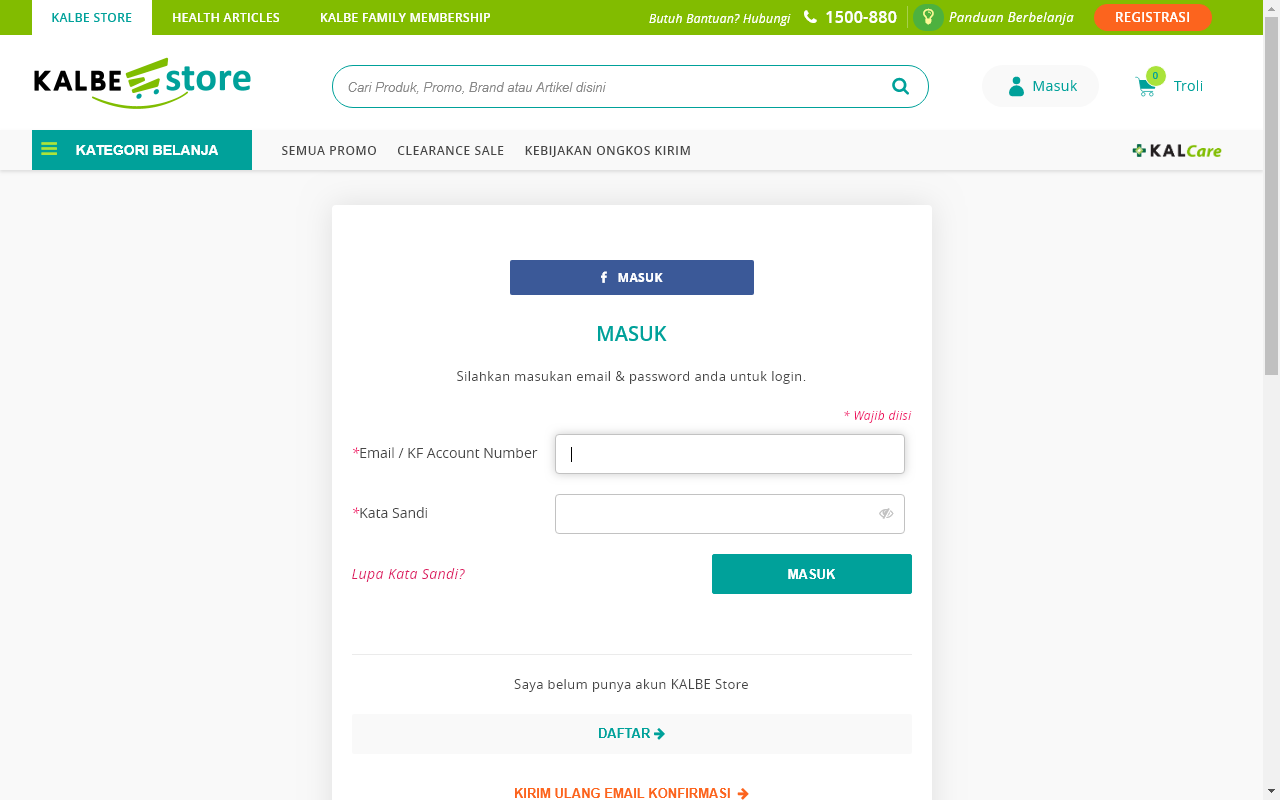 KALBE STORE HEALTH ARTICLES KALBE FAMILY MEMBERSHIP Butuh Bantuan? Hubungi 1500-880 Panduan Berbelanja REGISTRASI
KALBE store
Cari Produk, Promo, Brand atau Artikel disini
Masuk
0
Troli
KATEGORI BELANJA SEMUA PROMO CLEARANCE SALE KEBIJAKAN ONGKOS KIRIM KALCare
f MASUK
MASUK
Silahkan masukan email & password anda untuk login.
* Wajib diisi
*Email / KF Account Number
*Kata Sandi
Lupa Kata Sandi? MASUK
Saya belum punya akun KALBE Store
DAFTAR
KIRIM ULANG EMAIL KONFIRMASI